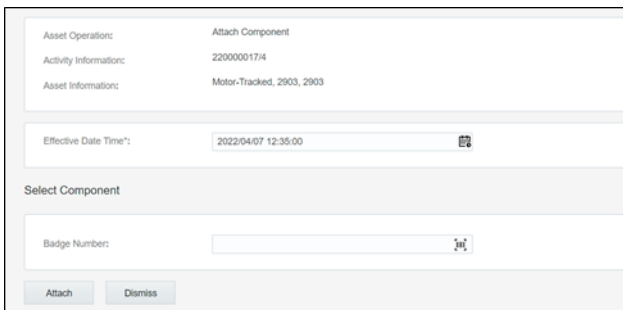 Asset Operation: Attach Component
Activity Information: 220000017/4
Asset Information: Motor-Tracked, 2903, 2903
Effective Date Time*: 2022/04/07 12:35:00
Select Component
Badge Number:
Attach Dismiss